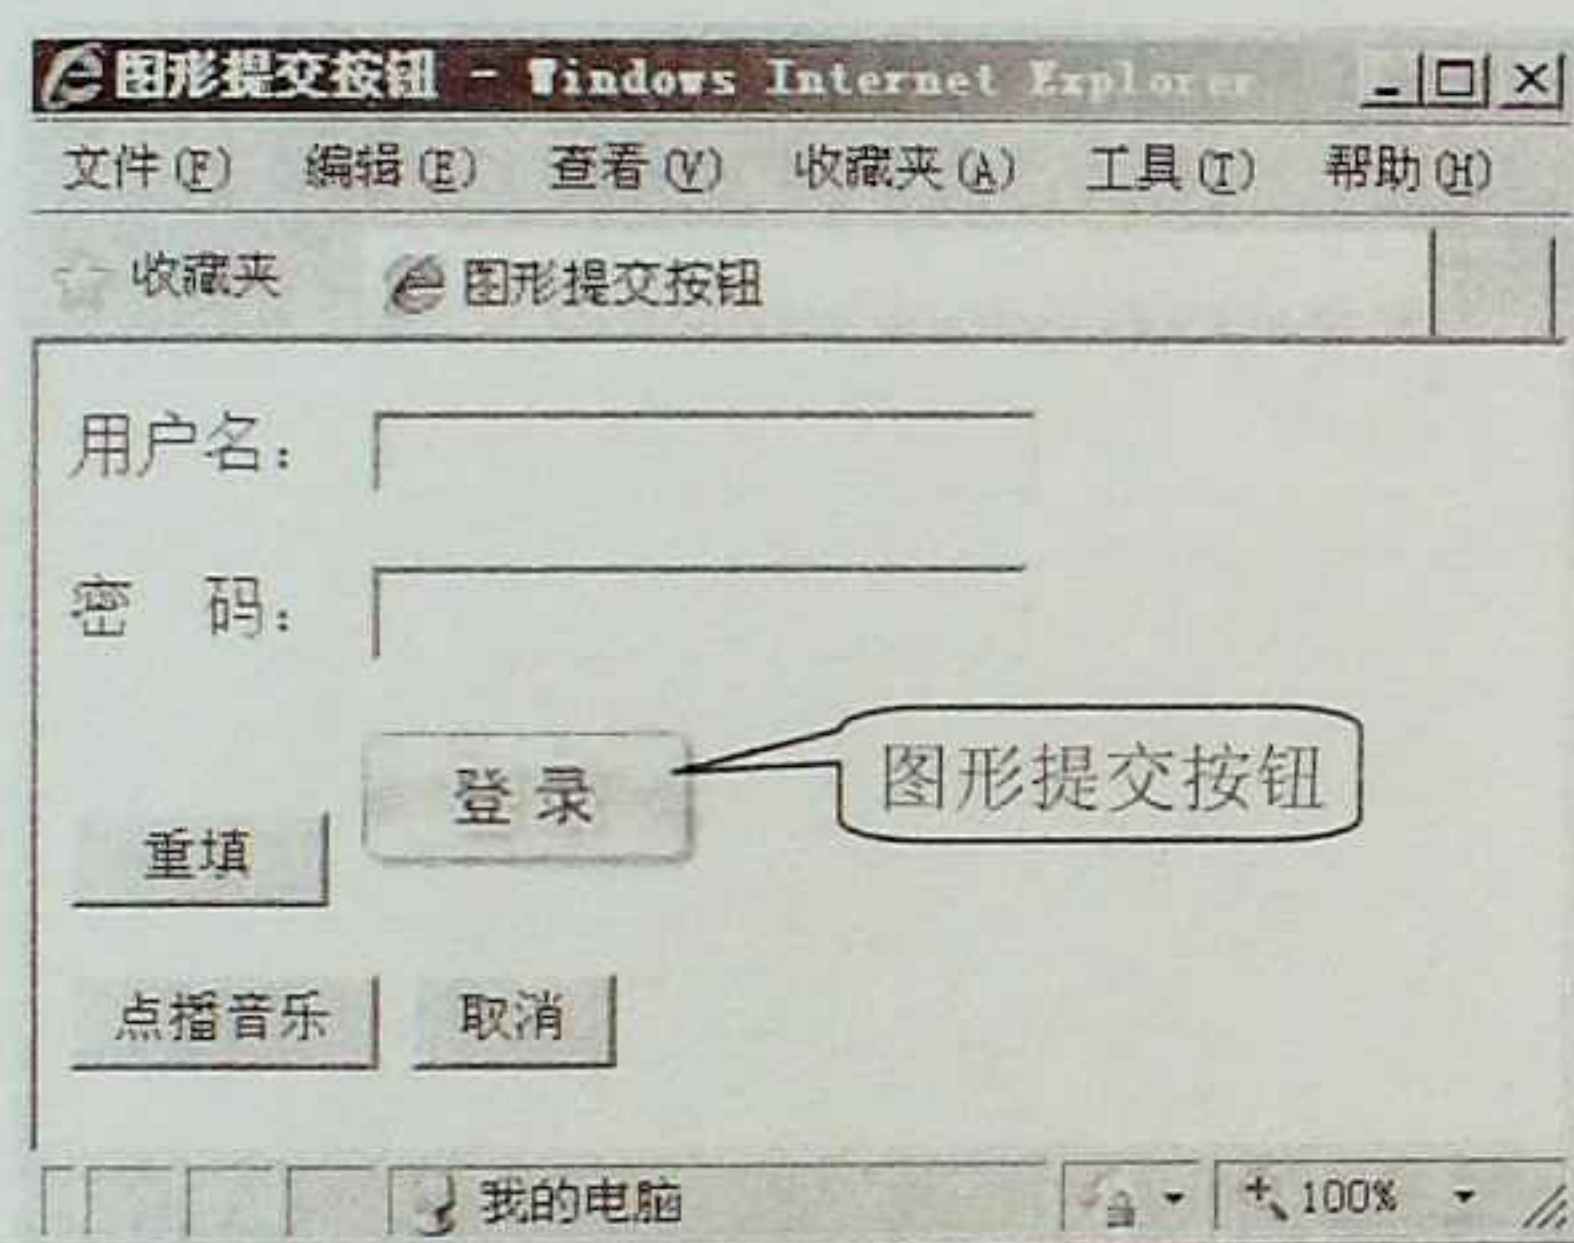 图形提交按钮 - Windows Internet Explorer
文件(F) 编辑(E) 查看(V) 收藏夹(A) 工具(T) 帮助(H)
收藏夹 图形提交按钮
用户名：
密 码：
登录 图形提交按钮
重填
点播音乐 取消
我的电脑 100%